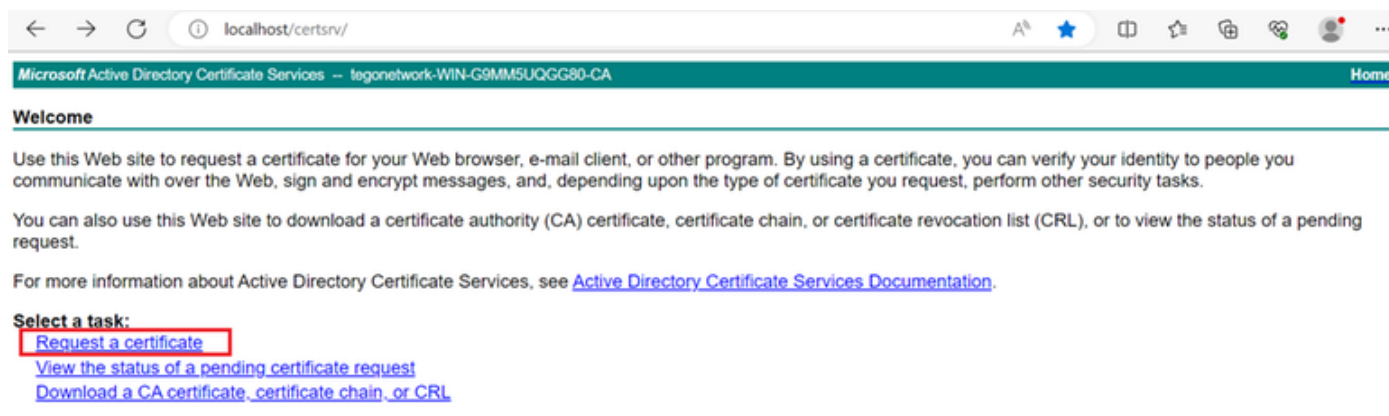 localhost/certsrv/
Microsoft Active Directory Certificate Services -- tegonetwork-WIN-G9MM5UQGG80-CA Home
Welcome
Use this Web site to request a certificate for your Web browser, e-mail client, or other program. By using a certificate, you can verify your identity to people you
communicate with over the Web, sign and encrypt messages, and, depending upon the type of certificate you request, perform other security tasks.
You can also use this Web site to download a certificate authority (CA) certificate, certificate chain, or certificate revocation list (CRL), or to view the status of a pending
request.
For more information about Active Directory Certificate Services, see Active Directory Certificate Services Documentation.
Select a task:
Request a certificate
View the status of a pending certificate request
Download a CA certificate, certificate chain, or CRL